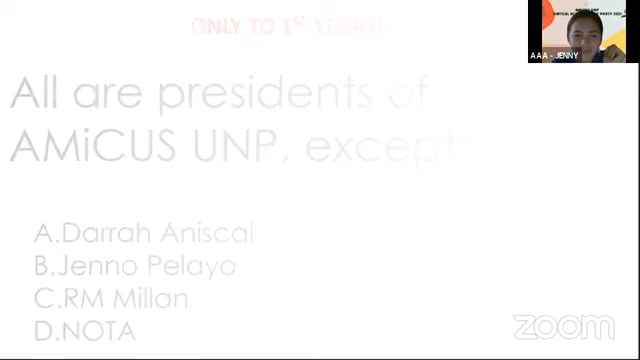 ONLY TO 1ST YEARS!
All are presidents of
AMiCUS UNP, except
A.Darrah Aniscal
B.Jenno Pelayo
C.RM Millan
D.NOTA
AAA - JENNY
zoom